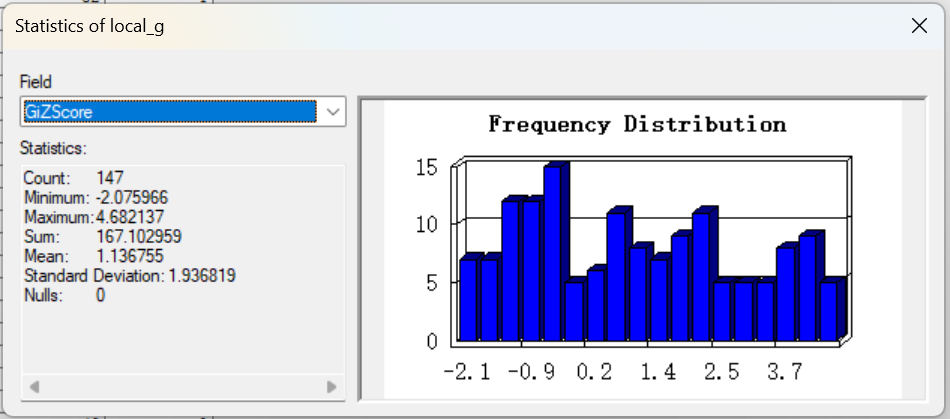 Statistics of local_g
Field
GiZScore
Statistics:
Count: 147
Minimum: -2.075966
Maximum: 4.682137
Sum: 167.102959
Mean: 1.136755
Standard Deviation: 1.936819
Nulls: 0
Frequency Distribution
15
10
5
0
-2.1 -0.9 0.2 1.4 2.5 3.7